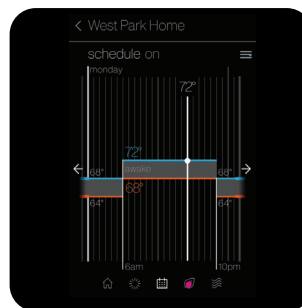 < West Park Home
schedule on
monday
72°
72°
awake
68°
68°
68°
64°
64°
6am
10pm